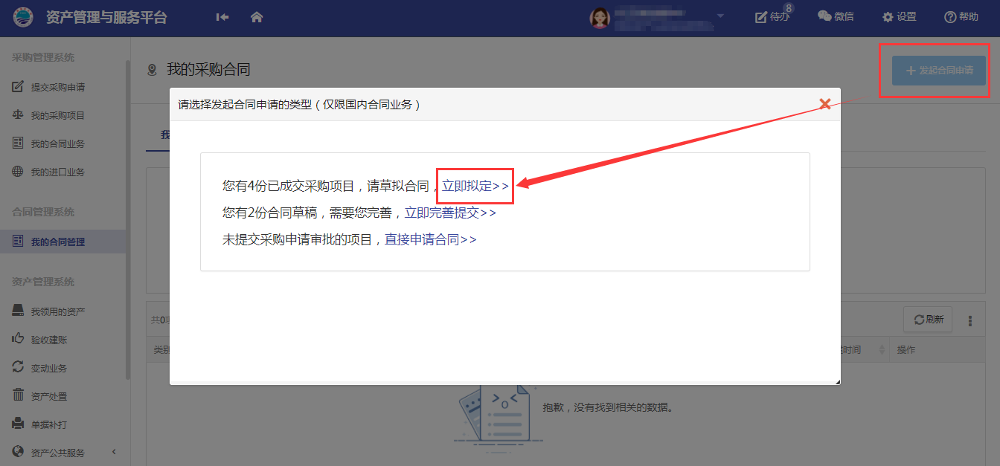 资产管理与服务平台
8
待办
微信
设置
帮助
采购管理系统
提交采购申请
我的采购项目
我的合同业务
我的进口业务
合同管理系统
我的合同管理
资产管理系统
我领用的资产
验收建账
变动业务
资产处置
单据补打
资产公共服务
我的采购合同
发起合同申请
请选择发起合同申请的类型（仅限国内合同业务）
我
您有4份已成交采购项目，请草拟合同，立即拟定>>
您有2份合同草稿，需要您完善，立即完善提交>>
未提交采购申请审批的项目，直接申请合同>>
共0项
刷新
类别
时间
操作
抱歉，没有找到相关的数据。